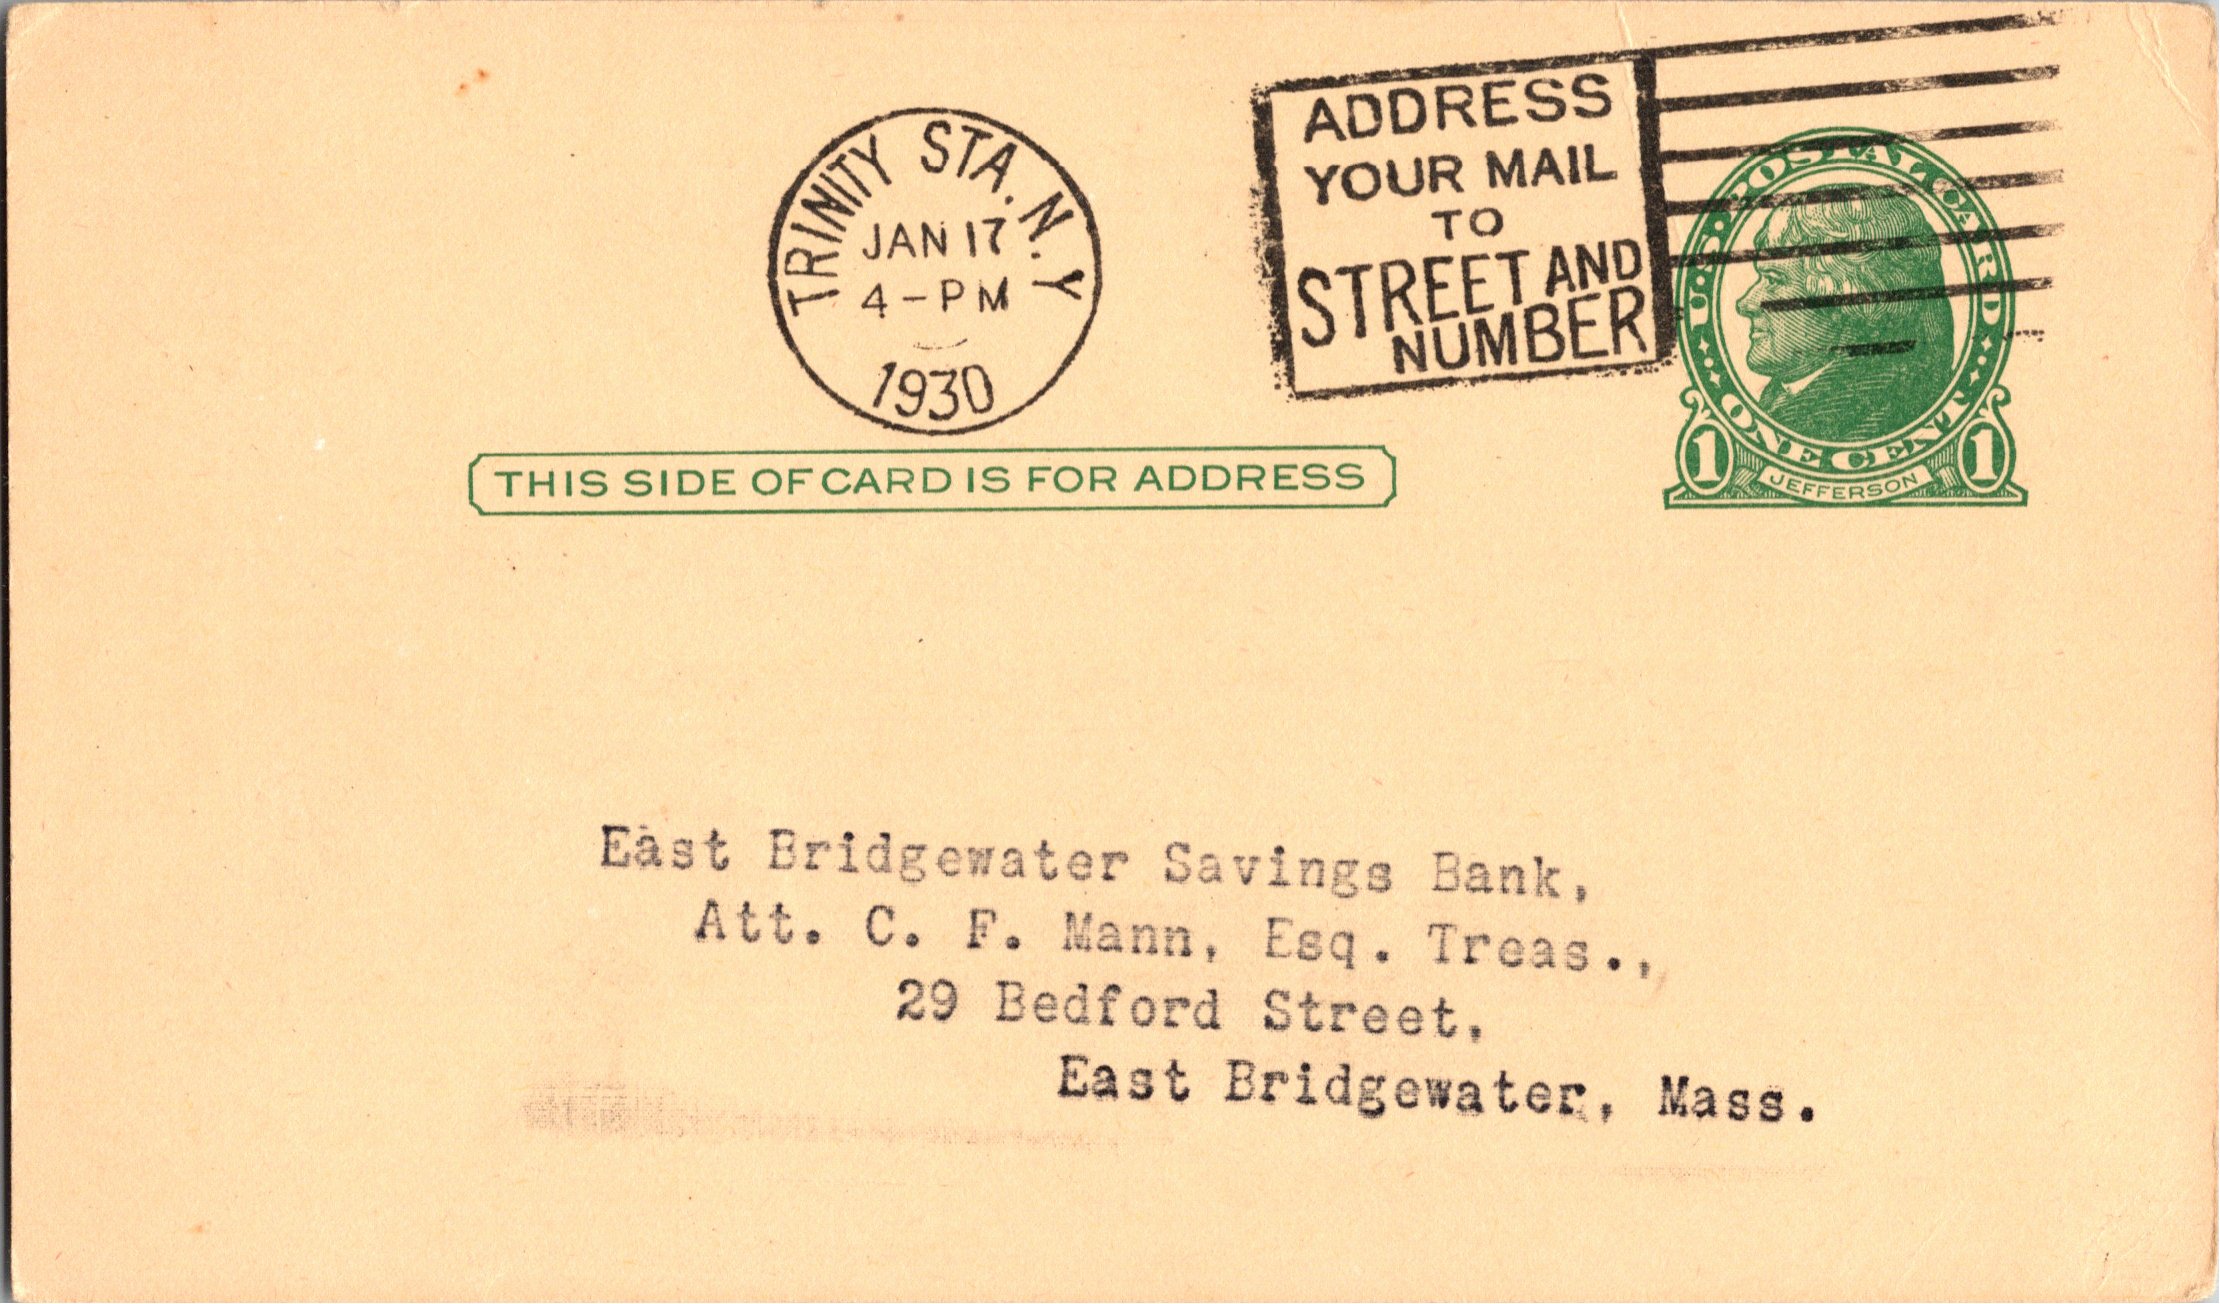 TRINITY STA. N.Y
JAN 17
4-PM
1930
ADDRESS
YOUR MAIL
TO
STREET AND
NUMBER
U.S. POSTAL CARD
ONE CENT
1 1
JEFFERSON
THIS SIDE OF CARD IS FOR ADDRESS
East Bridgewater Savings Bank,
Att. C. F. Mann, Esq. Treas.,
29 Bedford Street,
East Bridgewater, Mass.